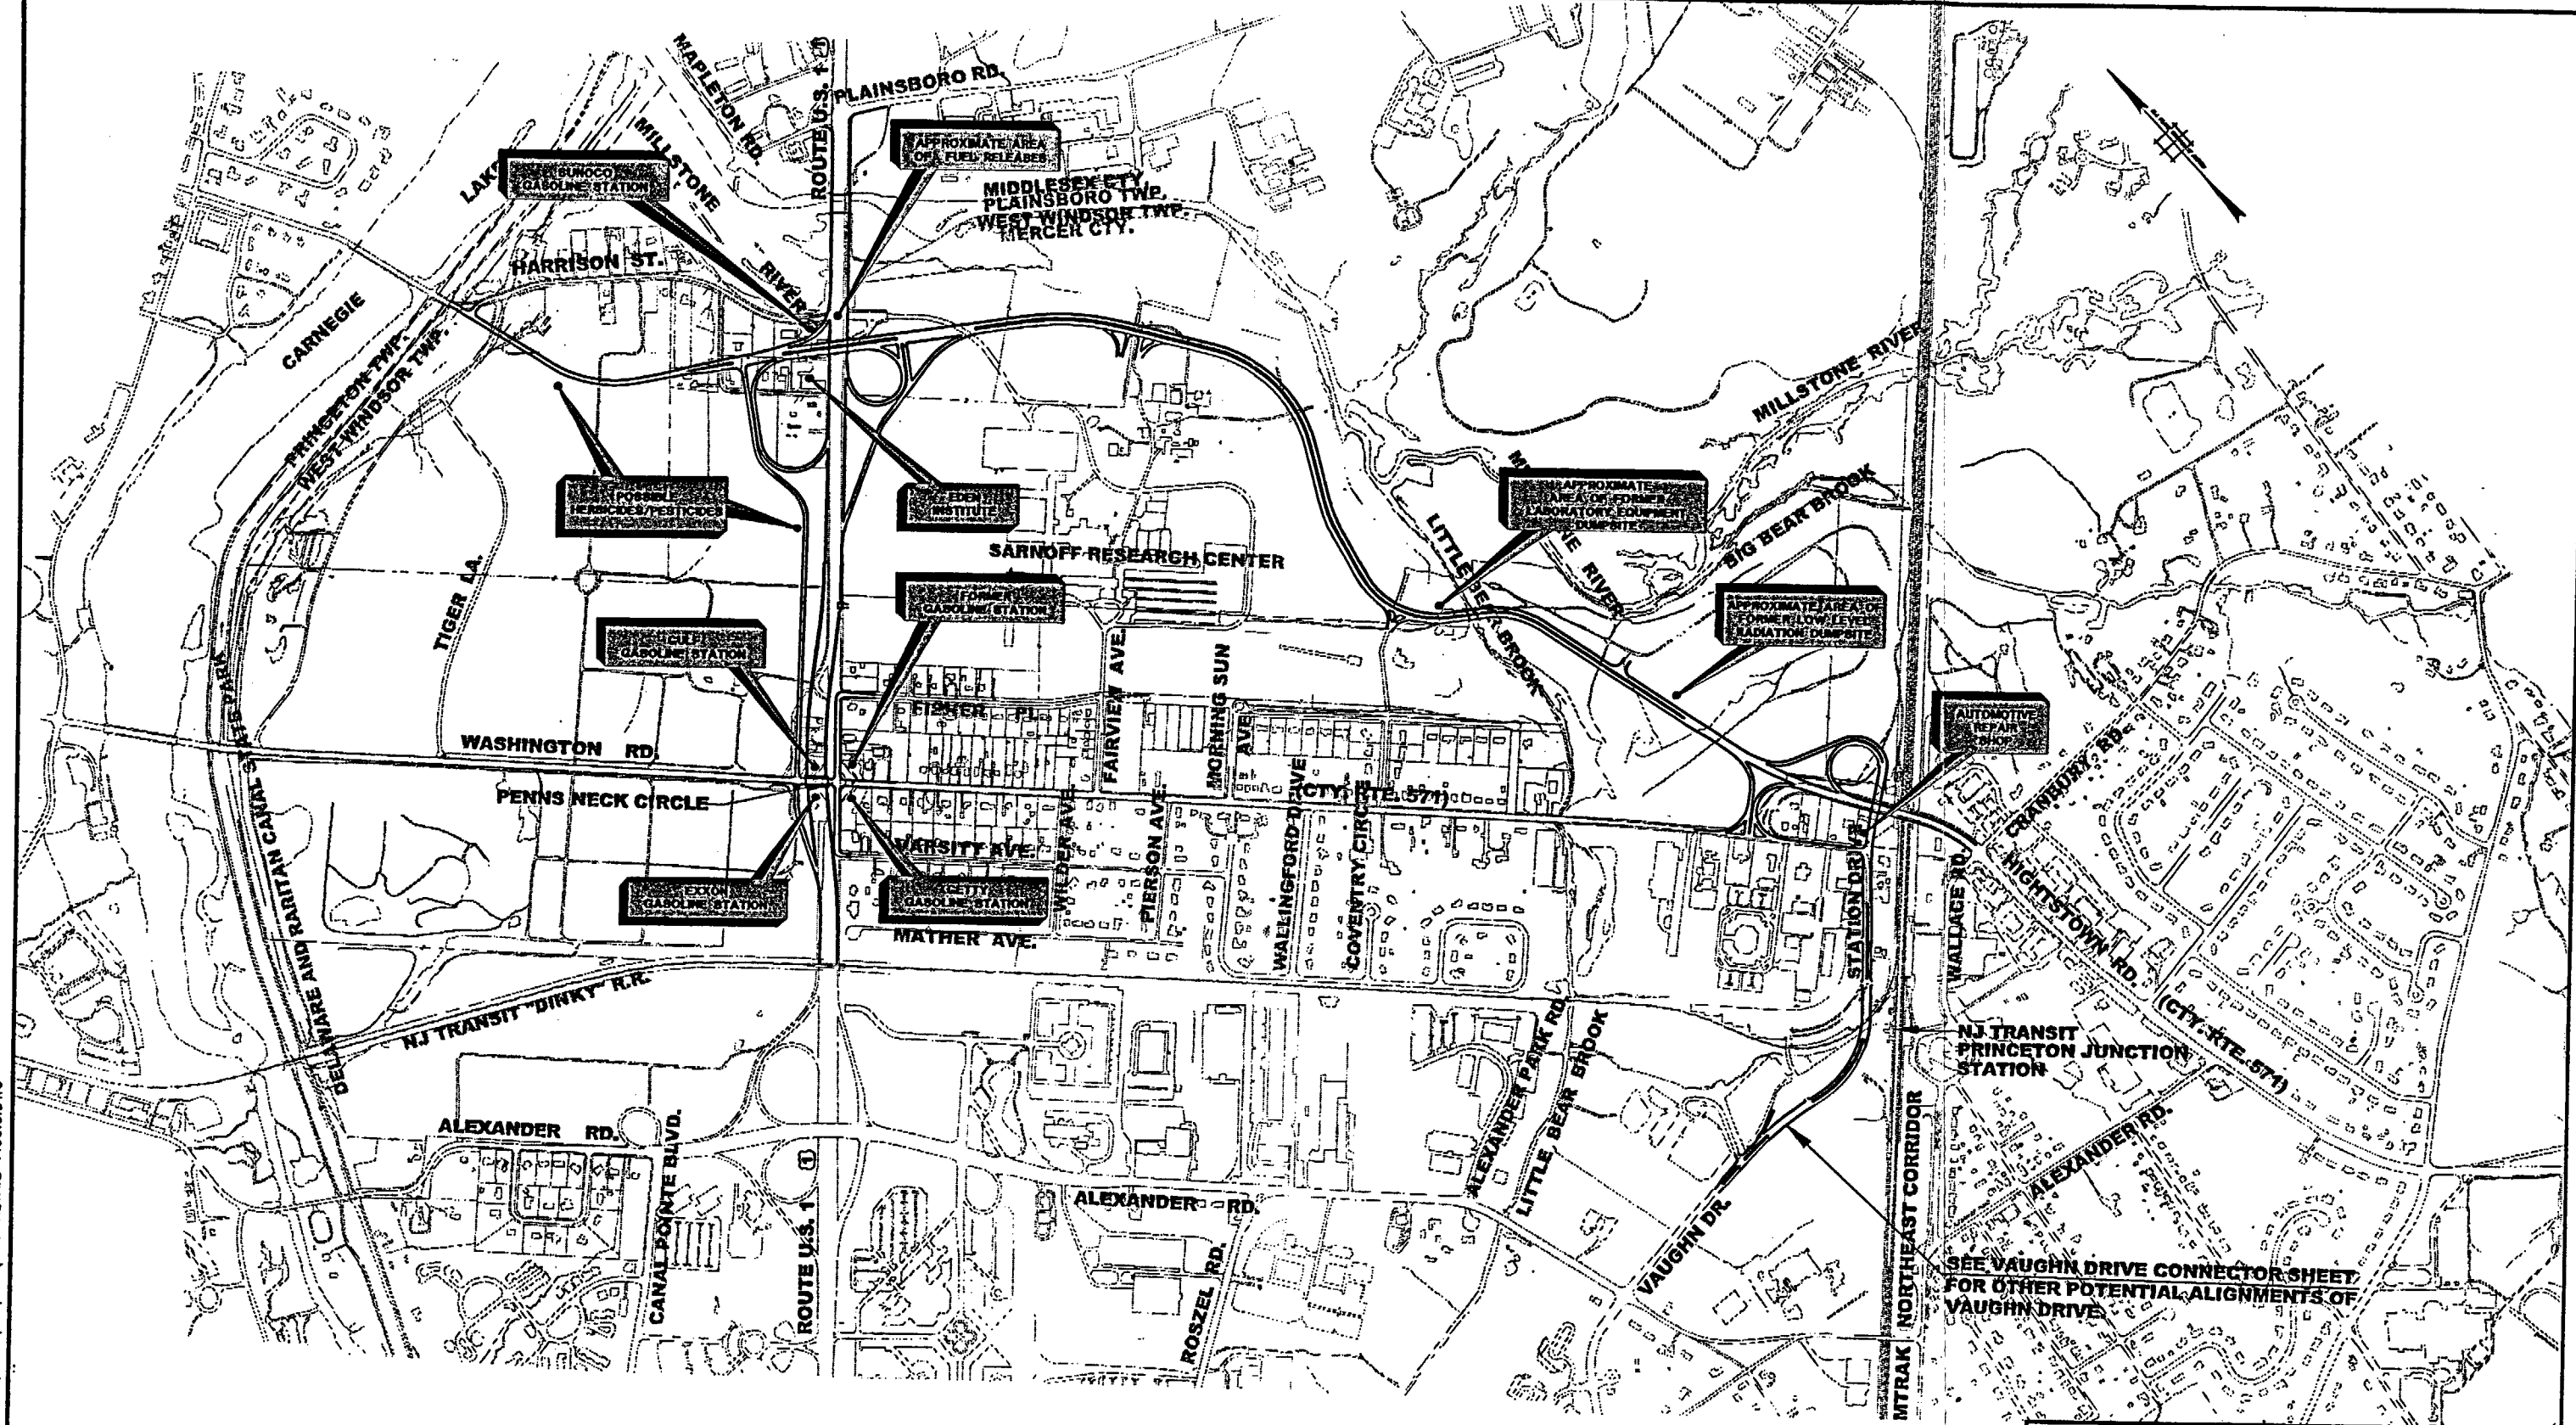 MAPLETON RD.
ROUTE U.S. 1
PLAINSBORO RD.
LAKE
MILLSTONE
RIVER
SUNOCO
GASOLINE STATION
APPROXIMATE AREA
OF FUEL RELEASES
MIDDLESEX CTY.
PLAINSBORO TWP.
WEST WINDSOR TWP.
MERCER CTY.
HARRISON ST.
CARNEGIE
PRINCETON TWP.
WEST WINDSOR TWP.
MILLSTONE RIVER
POSSIBLE
HERBICIDES/PESTICIDES
EDEN
INSTITUTE
APPROXIMATE
AREA OF FORMER
LABORATORY EQUIPMENT
DUMPSITE
BIG BEAR BROOK
LITTLE BEAR BROOK
RIVER
SARNOFF RESEARCH CENTER
TIGER LA.
FORMER
GASOLINE STATION
GULF
GASOLINE STATION
APPROXIMATE AREA OF
FORMER LOW LEVEL
RADIATION DUMPSITE
FAIRVIEW AVE.
MORNING SUN
AVE
FISHER PL.
AUTOMOTIVE
REPAIR
SHOP
WASHINGTON RD.
PENNS NECK CIRCLE
(CTY. RTE. 571)
CRANBURY RD.
VARSITY AVE.
WILDER AVE.
PIERSON AVE.
WALLINGFORD DR AVE
COVENTRY CIRCLE
STATION DRIVE
WALLACE RD.
HIGHTSTOWN RD.
(CTY. RTE. 571)
EXXON
GASOLINE STATION
GETTY
GASOLINE STATION
MATHER AVE.
DELAWARE AND RARITAN CANAL STATE PARK
NJ TRANSIT "DINKY" R.R.
NJ TRANSIT
PRINCETON JUNCTION
STATION
ALEXANDER RD.
CANAL POINTE BLVD.
ROUTE U.S. 1
1
ALEXANDER RD.
ROSZEL RD.
ALEXANDER PARK RD.
LITTLE BEAR BROOK
VAUGHN DR.
MTRAK NORTHEAST CORRIDOR
ALEXANDER RD.
SEE VAUGHN DRIVE CONNECTOR SHEET
FOR OTHER POTENTIAL ALIGNMENTS OF
VAUGHN DRIVE.